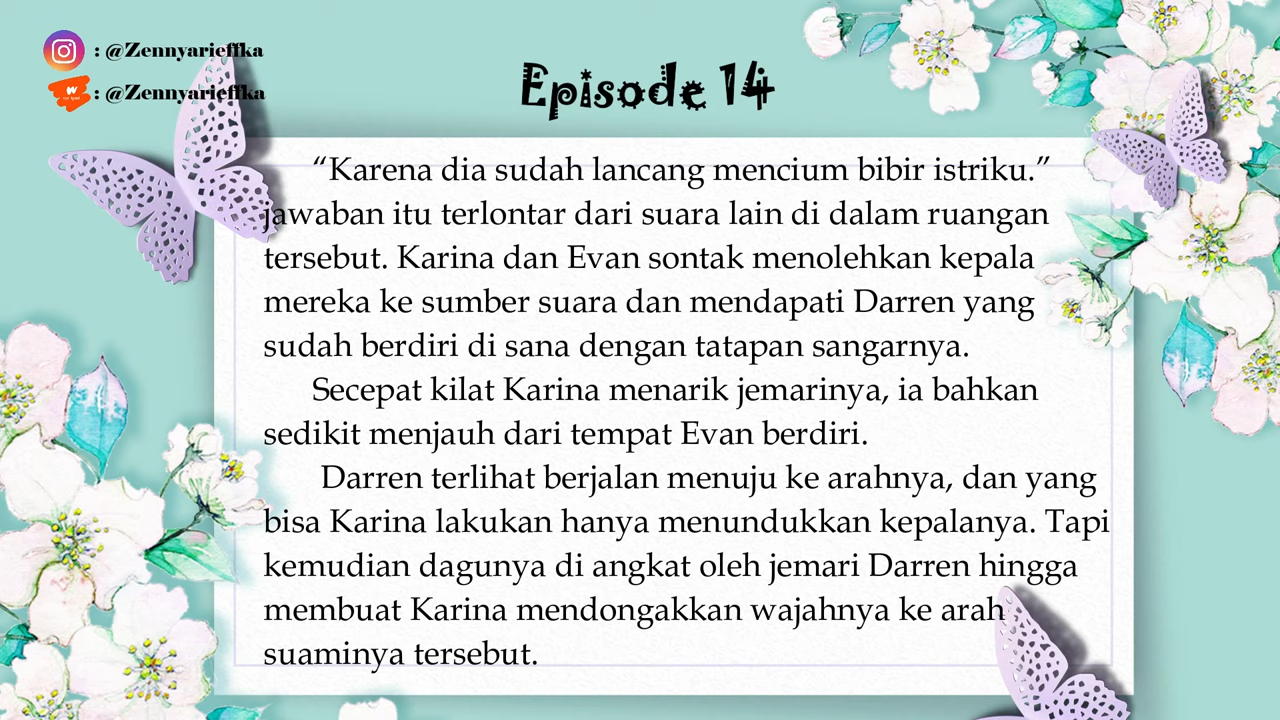 : @Zennyarieffka
: @Zennyarieffka
Episode 14
“Karena dia sudah lancang mencium bibir istriku.”
jawaban itu terlontar dari suara lain di dalam ruangan
tersebut. Karina dan Evan sontak menolehkan kepala
mereka ke sumber suara dan mendapati Darren yang
sudah berdiri di sana dengan tatapan sangarnya.
Secepat kilat Karina menarik jemarinya, ia bahkan
sedikit menjauh dari tempat Evan berdiri.
Darren terlihat berjalan menuju ke arahnya, dan yang
bisa Karina lakukan hanya menundukkan kepalanya. Tapi
kemudian dagunya di angkat oleh jemari Darren hingga
membuat Karina mendongakkan wajahnya ke arah
suaminya tersebut.